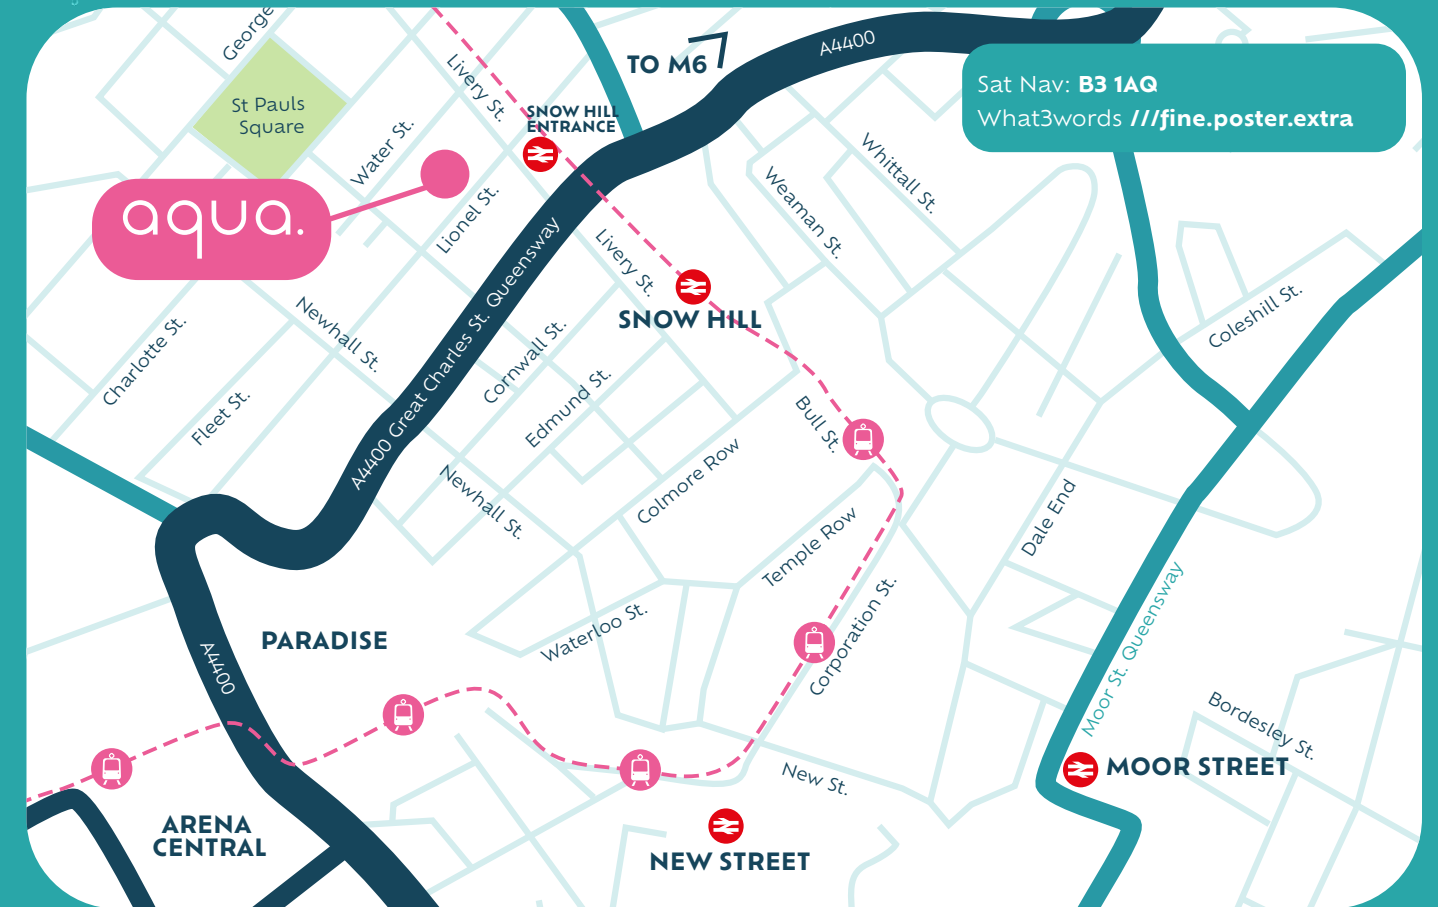 George
TO M6
A4400
Sat Nav: B3 1AQ
What3words ///fine.poster.extra
Livery St.
St Pauls
Square
SNOW HILL
ENTRANCE
Water St.
Whittall St.
Weaman St.
aqua.
Lionel St.
Livery St.
A4400 Great Charles St. Queensway
SNOW HILL
Coleshill St.
Newhall St.
Charlotte St.
Cornwall St.
Fleet St.
Edmund St.
Bull St.
Newhall St.
Colmore Row
Temple Row
Dale End
Corporation St.
Waterloo St.
PARADISE
A4400
Moor St. Queensway
Bordesley St.
MOOR STREET
New St.
ARENA
CENTRAL
NEW STREET